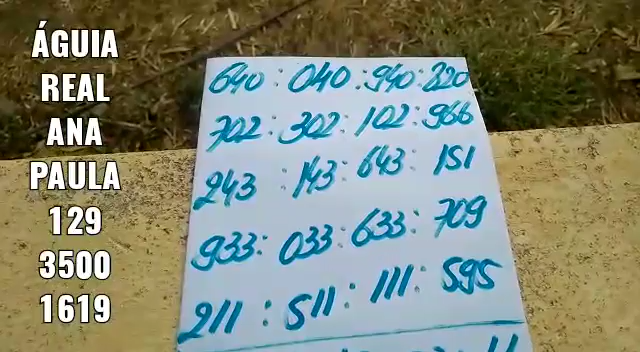 ÁGUIA
REAL
ANA
PAULA
129
3500
1619
640 : 040 : 940 : 220
702 : 302 : 102 : 966
243 : 143 : 643 : 151
933 : 033 : 633 : 709
211 : 511 : 111 : 595